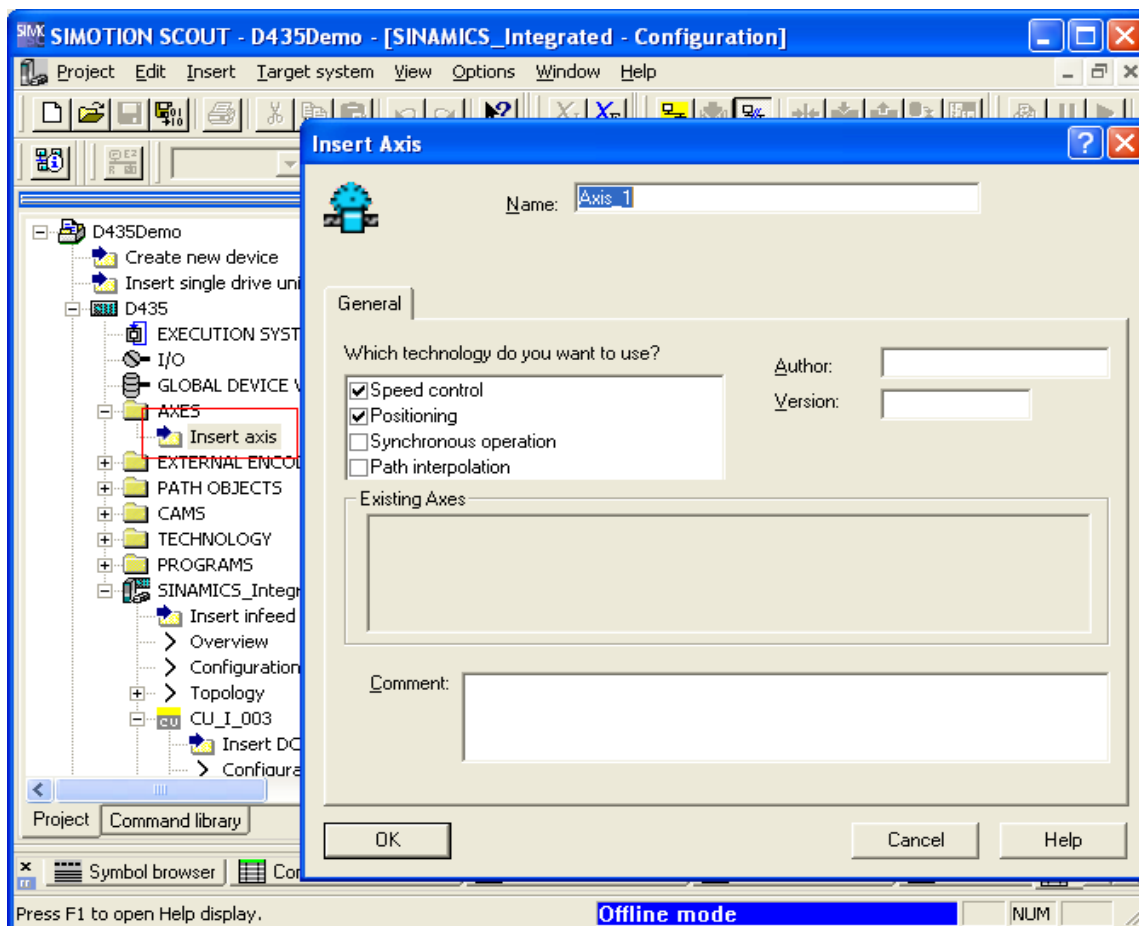 SIMOTION SCOUT - D435Demo - [SINAMICS_Integrated - Configuration]
Project Edit Insert Target system View Options Window Help
Insert Axis
Name: Axis_1
General
Which technology do you want to use?
Speed control
Positioning
Synchronous operation
Path interpolation
Author:
Version:
Existing Axes
Comment:
OK Cancel Help
D435Demo
Create new device
Insert single drive uni
D435
EXECUTION SYST
I/O
GLOBAL DEVICE V
AXES
Insert axis
EXTERNAL ENCOD
PATH OBJECTS
CAMS
TECHNOLOGY
PROGRAMS
SINAMICS_Integr
Insert infeed
Overview
Configuration
Topology
CU_I_003
Insert DC
Configura
Project Command library
Symbol browser
Press F1 to open Help display. Offline mode NUM